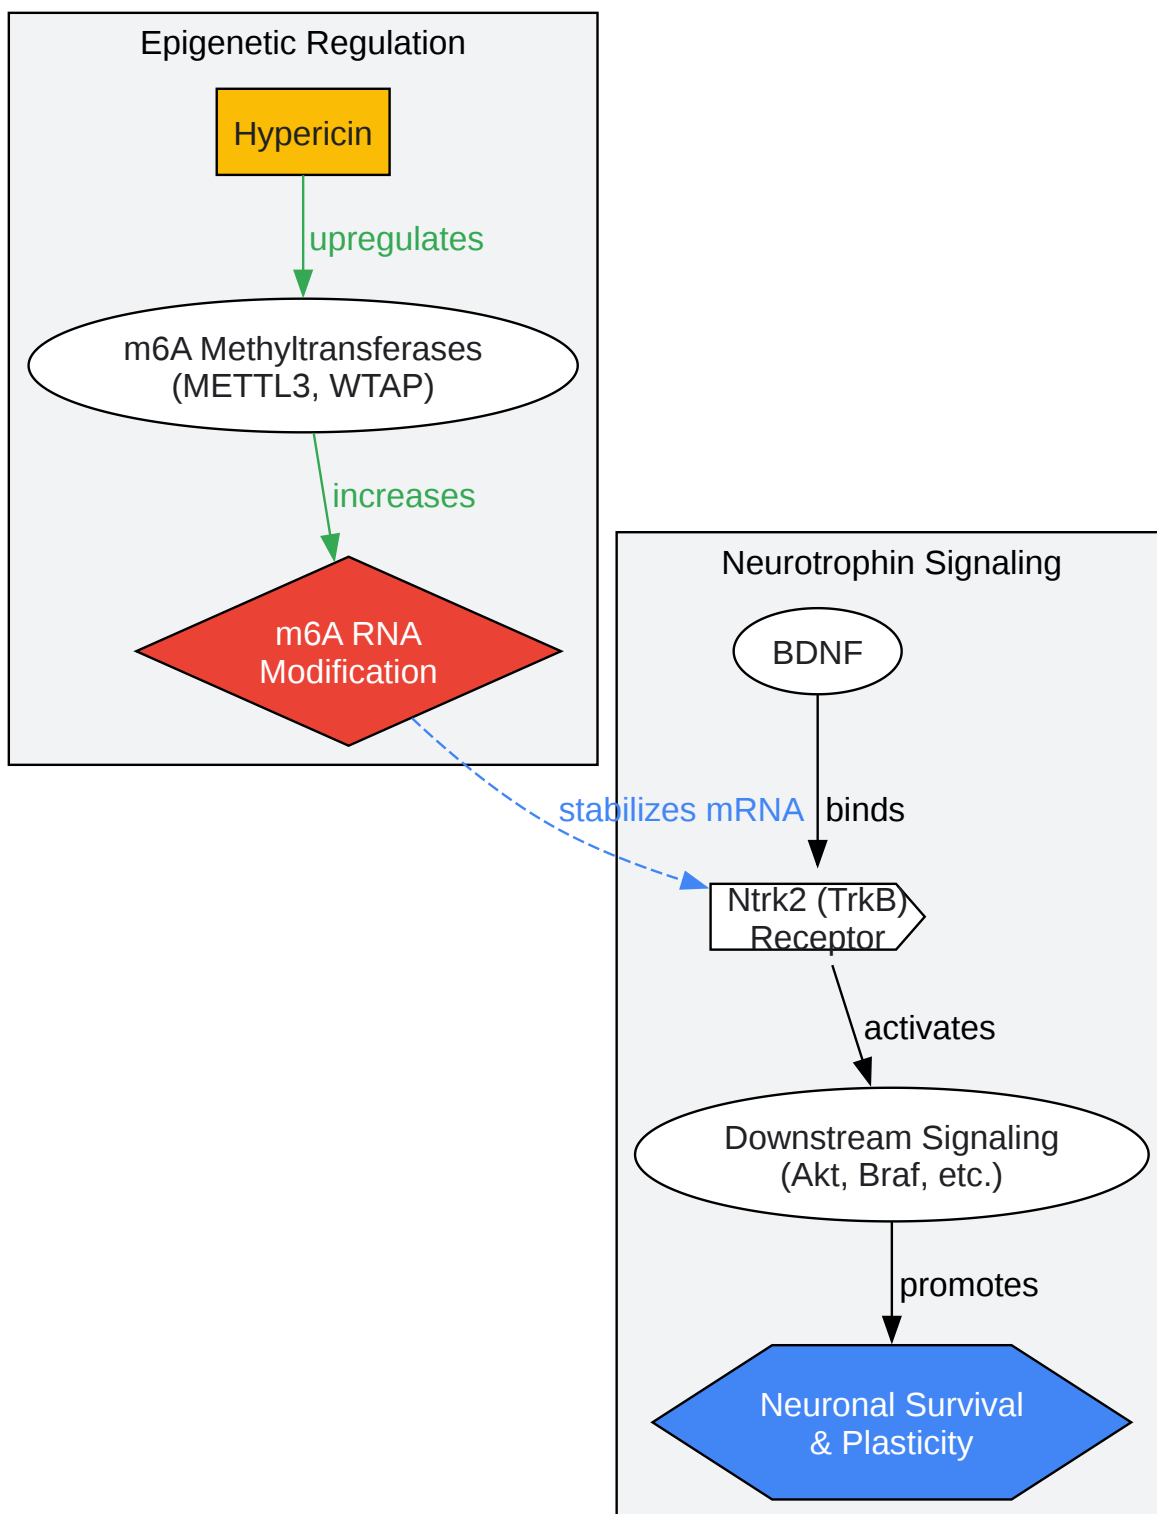 Epigenetic Regulation
Hypericin
upregulates
m6A Methyltransferases
(METTL3, WTAP)
increases
m6A RNA
Modification
Neurotrophin Signaling
BDNF
stabilizes mRNA
binds
Ntrk2 (TrkB)
Receptor
activates
Downstream Signaling
(Akt, Braf, etc.)
promotes
Neuronal Survival
& Plasticity